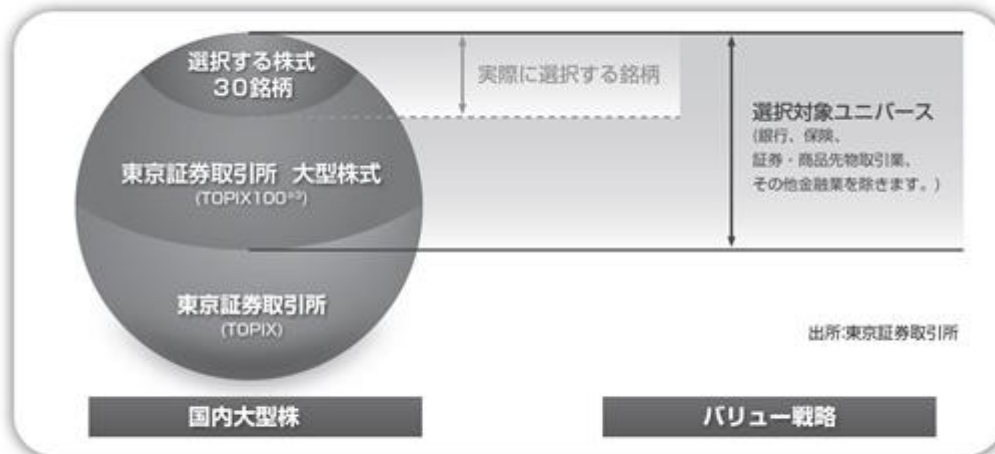 選択する株式
30銘柄
実際に選択する銘柄
選択対象ユニバース
(銀行、保険、
証券・商品先物取引業、
その他金融業を除きます。)
東京証券取引所 大型株式
(TOPIX100※3)
東京証券取引所
(TOPIX)
出所:東京証券取引所
国内大型株
バリュー戦略